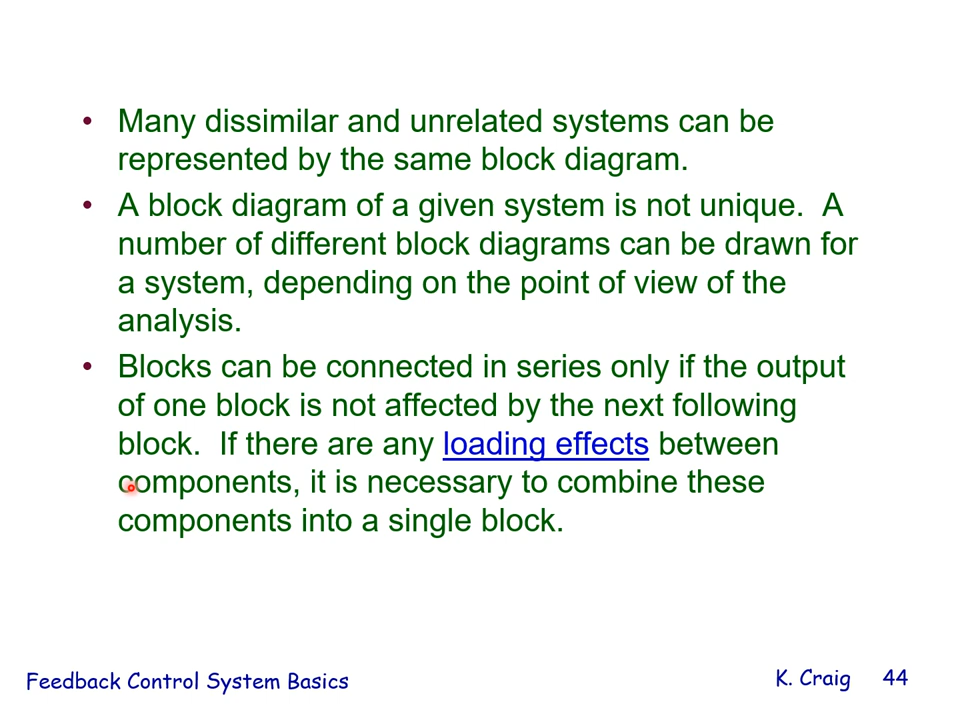 • Many dissimilar and unrelated systems can be
represented by the same block diagram.
• A block diagram of a given system is not unique.  A
number of different block diagrams can be drawn for
a system, depending on the point of view of the
analysis.
• Blocks can be connected in series only if the output
of one block is not affected by the next following
block.  If there are any loading effects between
components, it is necessary to combine these
components into a single block.
Feedback Control System Basics
K. Craig 44